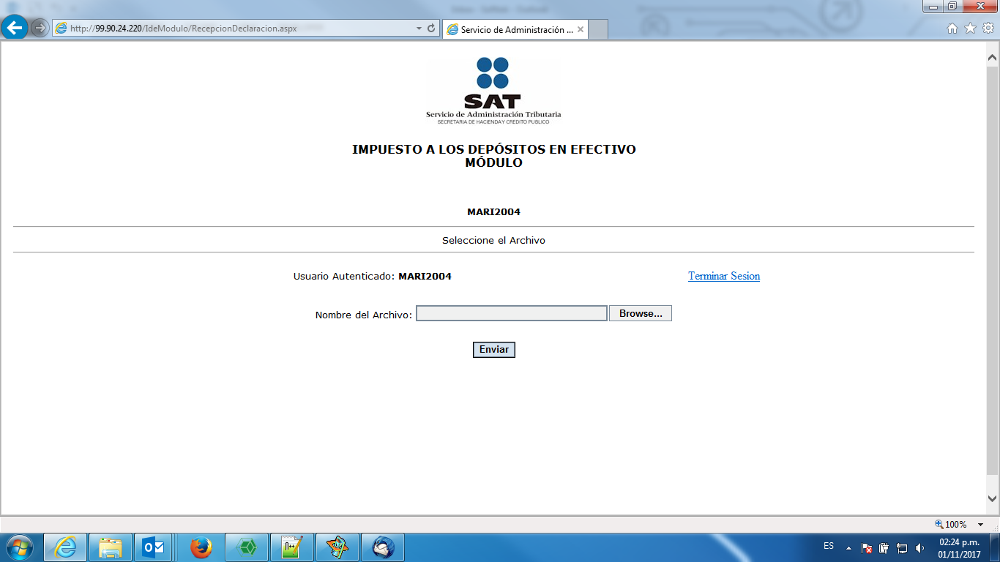 http://99.90.24.220/IdeModulo/RecepcionDeclaracion.aspx
Servicio de Administración ...
SAT
Servicio de Administración Tributaria
SECRETARIA DE HACIENDA Y CREDITO PUBLICO
IMPUESTO A LOS DEPÓSITOS EN EFECTIVO
MÓDULO
MARI2004
Seleccione el Archivo
Usuario Autenticado: MARI2004
Terminar Sesion
Nombre del Archivo:
Browse...
Enviar
100%
ES
02:24 p.m.
01/11/2017